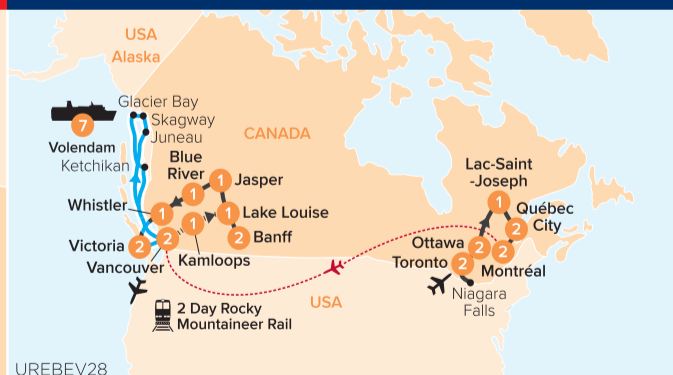 USA
Alaska
Glacier Bay
Skagway
Juneau
7
Volendam
Ketchikan
CANADA
Blue
River
1
1
Jasper
Whistler
1
1
1
Lake Louise
Victoria
2
2
2
Banff
Vancouver
Kamloops
Lac-Saint
-Joseph
1
Québec
City
2
Ottawa
2
2
Toronto
2
Montréal
Niagara
Falls
USA
2 Day Rocky
Mountaineer Rail
UREBEV28